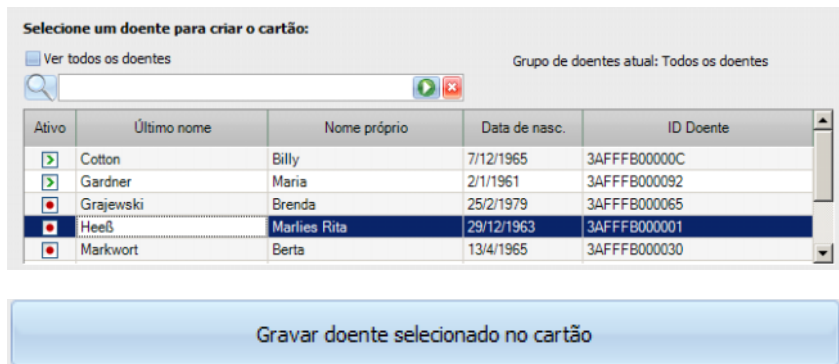 Selecione um doente para criar o cartão:
Ver todos os doentes
Grupo de doentes atual: Todos os doentes
Ativo Último nome Nome próprio Data de nasc. ID Doente
Cotton Billy 7/12/1965 3AFFFB00000C
Gardner Maria 2/1/1961 3AFFFB000092
Grajewski Brenda 25/2/1979 3AFFFB000065
Heeß Marlies Rita 29/12/1963 3AFFFB000001
Markwort Berta 13/4/1965 3AFFFB000030
Gravar doente selecionado no cartão